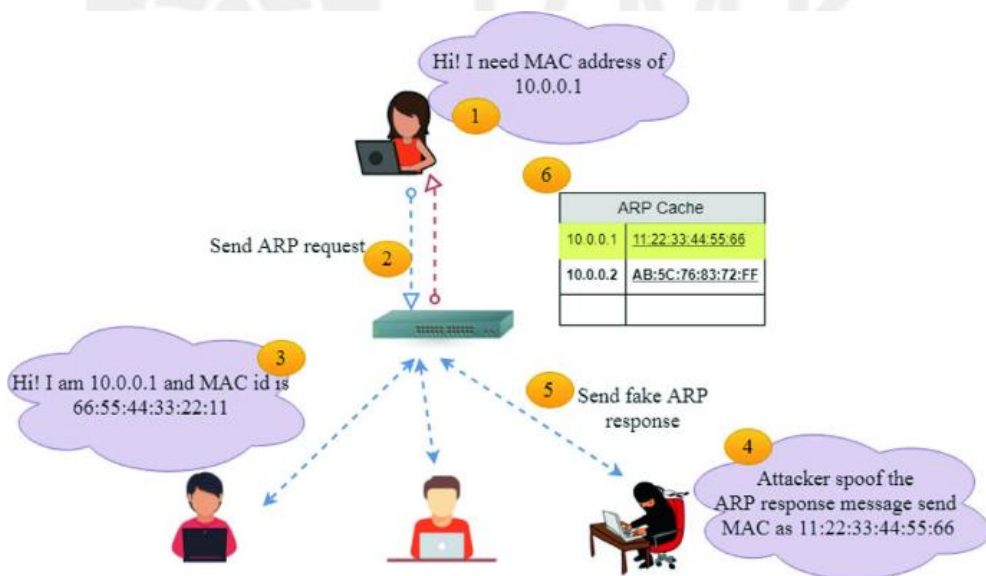 Hi! I need MAC address of
10.0.0.1
1
6
ARP Cache
10.0.0.1 11:22:33:44:55:66
10.0.0.2 AB:5C:76:83:72:FF
Send ARP request
2
3
Hi! I am 10.0.0.1 and MAC id is
66:55:44:33:22:11
5
Send fake ARP
response
4
Attacker spoof the
ARP response message send
MAC as 11:22:33:44:55:66